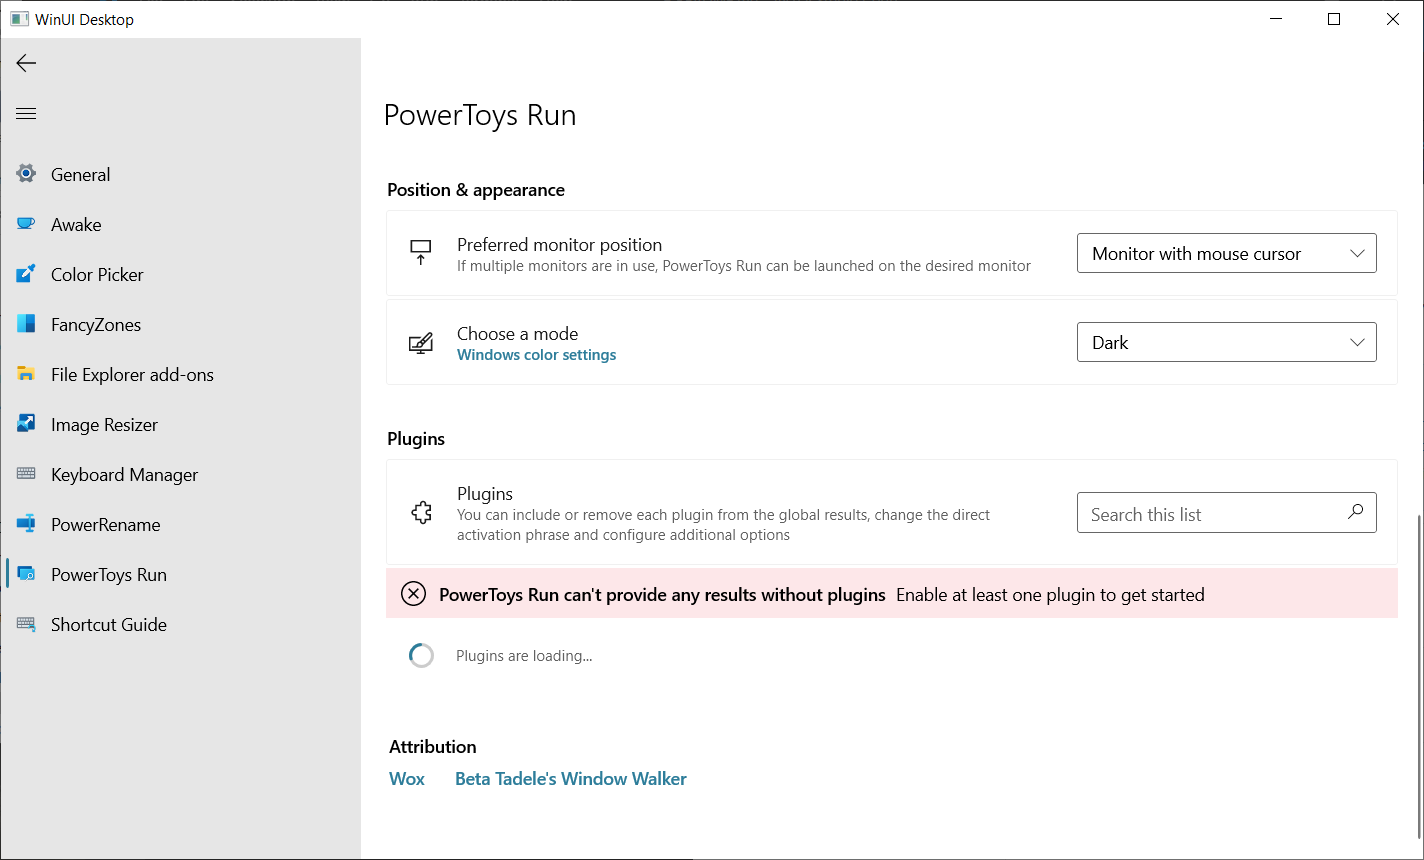 WinUI Desktop
General
Awake
Color Picker
FancyZones
File Explorer add-ons
Image Resizer
Keyboard Manager
PowerRename
PowerToys Run
Shortcut Guide
PowerToys Run
Position & appearance
Preferred monitor position
If multiple monitors are in use, PowerToys Run can be launched on the desired monitor
Monitor with mouse cursor
Choose a mode
Windows color settings
Dark
Plugins
Plugins
You can include or remove each plugin from the global results, change the direct
activation phrase and configure additional options
Search this list
PowerToys Run can't provide any results without plugins Enable at least one plugin to get started
Plugins are loading...
Attribution
Wox Beta Tadele's Window Walker